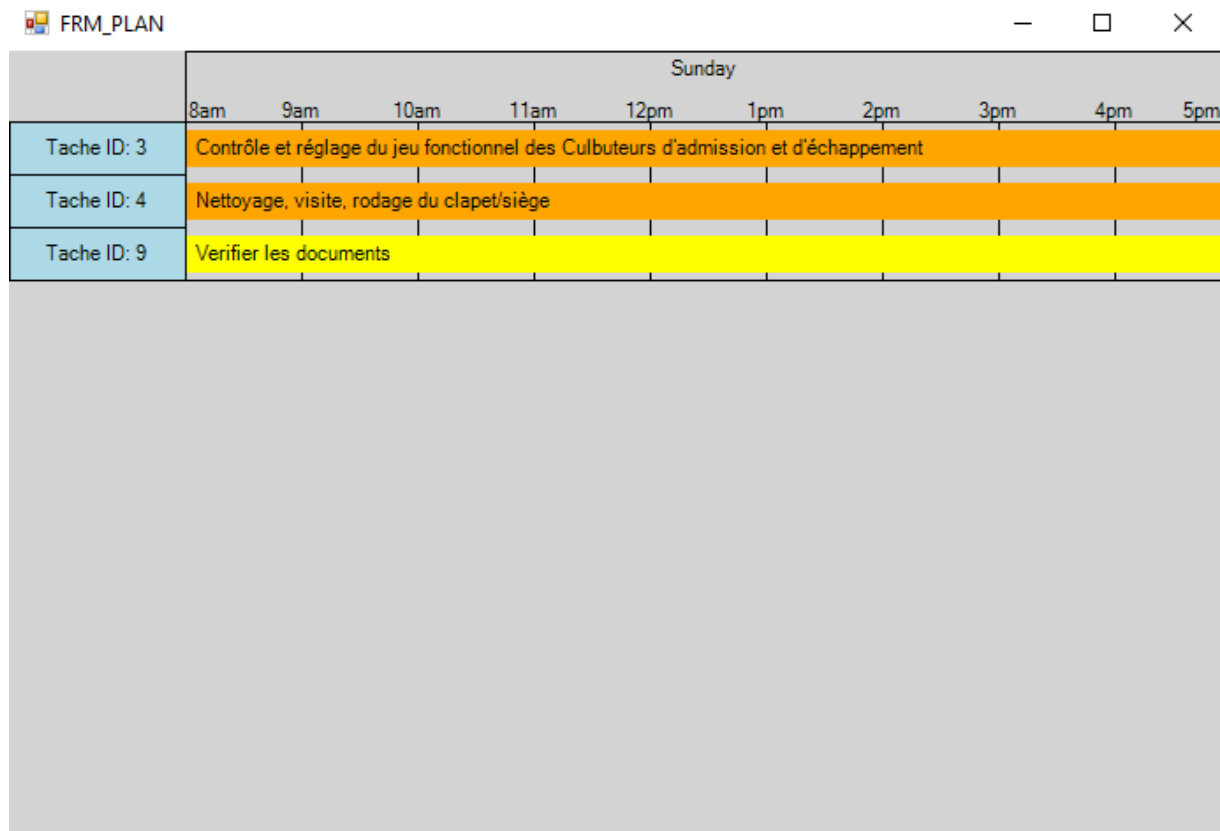 FRM_PLAN
Sunday
8am 9am 10am 11am 12pm 1pm 2pm 3pm 4pm 5pm
Tache ID: 3 Contrôle et réglage du jeu fonctionnel des Culbuteurs d'admission et d'échappement
Tache ID: 4 Nettoyage, visite, rodage du clapet/siège
Tache ID: 9 Verifier les documents